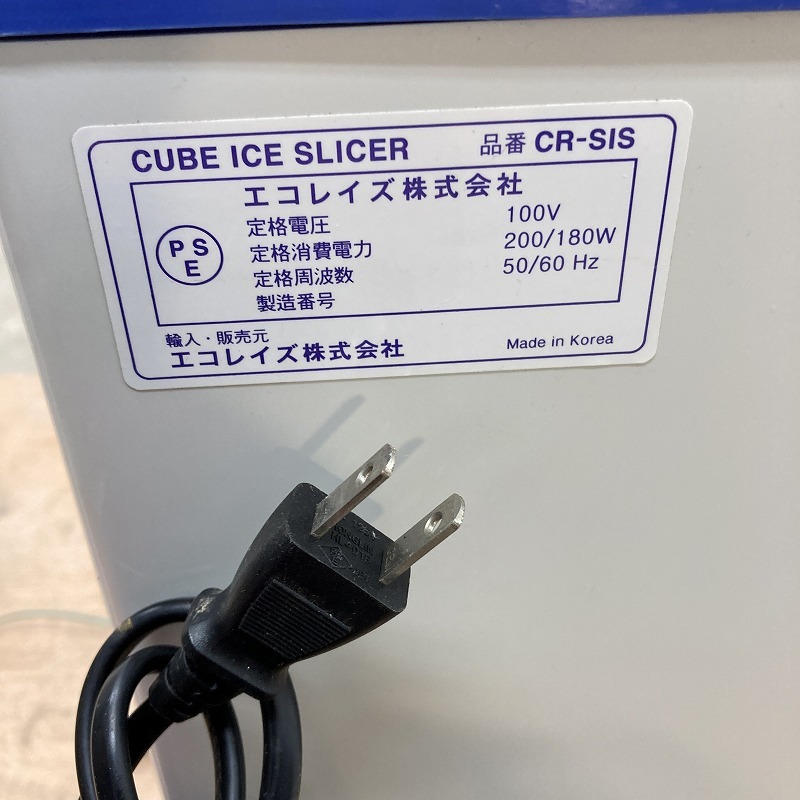 CUBE ICE SLICER 品番 CR-SIS
エコレイズ株式会社
定格電圧 100V
定格消費電力 200/180W
定格周波数 50/60 Hz
製造番号
PS
E
輸入・販売元
エコレイズ株式会社
Made in Korea